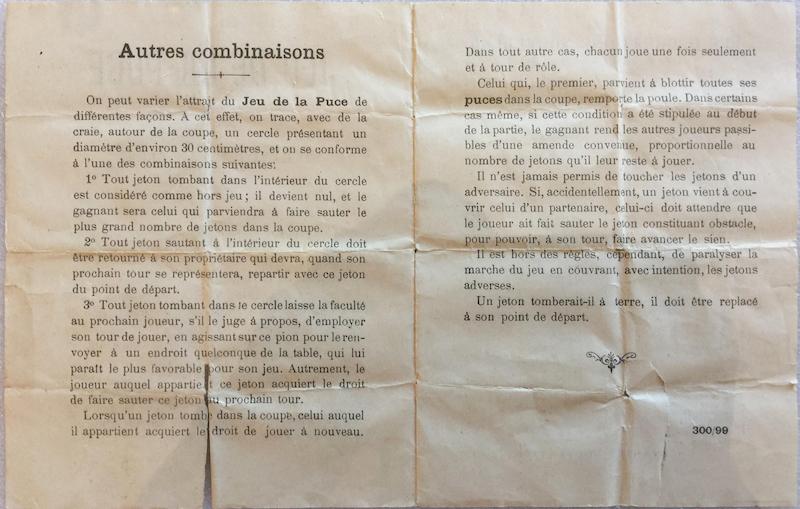 Autres combinaisons
On peut varier l'attrait du Jeu de la Puce de
différentes façons. A cet effet, on trace, avec de la
craie, autour de la coupe, un cercle présentant un
diamètre d'environ 30 centimètres, et on se conforme
à l'une des combinaisons suivantes:
1º Tout jeton tombant dans l'intérieur du cercle
est considéré comme hors jeu; il devient nul, et le
gagnant sera celui qui parviendra à faire sauter le
plus grand nombre de jetons dans la coupe.
2º Tout jeton sautant à l'intérieur du cercle doit
être retourné à son propriétaire qui devra, quand son
prochain tour se représentera, repartir avec ce jeton
du point de départ.
3º Tout jeton tombant dans le cercle laisse la faculté
au prochain joueur, s'il le juge à propos, d'employer
son tour de jouer, en agissant sur ce pion pour le ren-
voyer à un endroit quelconque de la table, qui lui
paraît le plus favorable pour son jeu. Autrement, le
joueur auquel appartient ce jeton acquiert le droit
de faire sauter ce jeton au prochain tour.
Lorsqu'un jeton tombe dans la coupe, celui auquel
il appartient acquiert le droit de jouer à nouveau.
Dans tout autre cas, chacun joue une fois seulement
et à tour de rôle.
Celui qui, le premier, parvient à blottir toutes ses
puces dans la coupe, remporte la poule. Dans certains
cas même, si cette condition a été stipulée au début
de la partie, le gagnant rend les autres joueurs passi-
bles d'une amende convenue, proportionnelle au
nombre de jetons qu'il leur reste à jouer.
Il n'est jamais permis de toucher les jetons d'un
adversaire. Si, accidentellement, un jeton vient à cou-
vrir celui d'un partenaire, celui-ci doit attendre que
le joueur ait fait sauter le jeton constituant obstacle,
pour pouvoir, à son tour, faire avancer le sien.
Il est hors des règles, cependant, de paralyser la
marche du jeu en couvrant, avec intention, les jetons
adverses.
Un jeton tomberait-il à terre, il doit être replacé
à son point de départ.
300/99